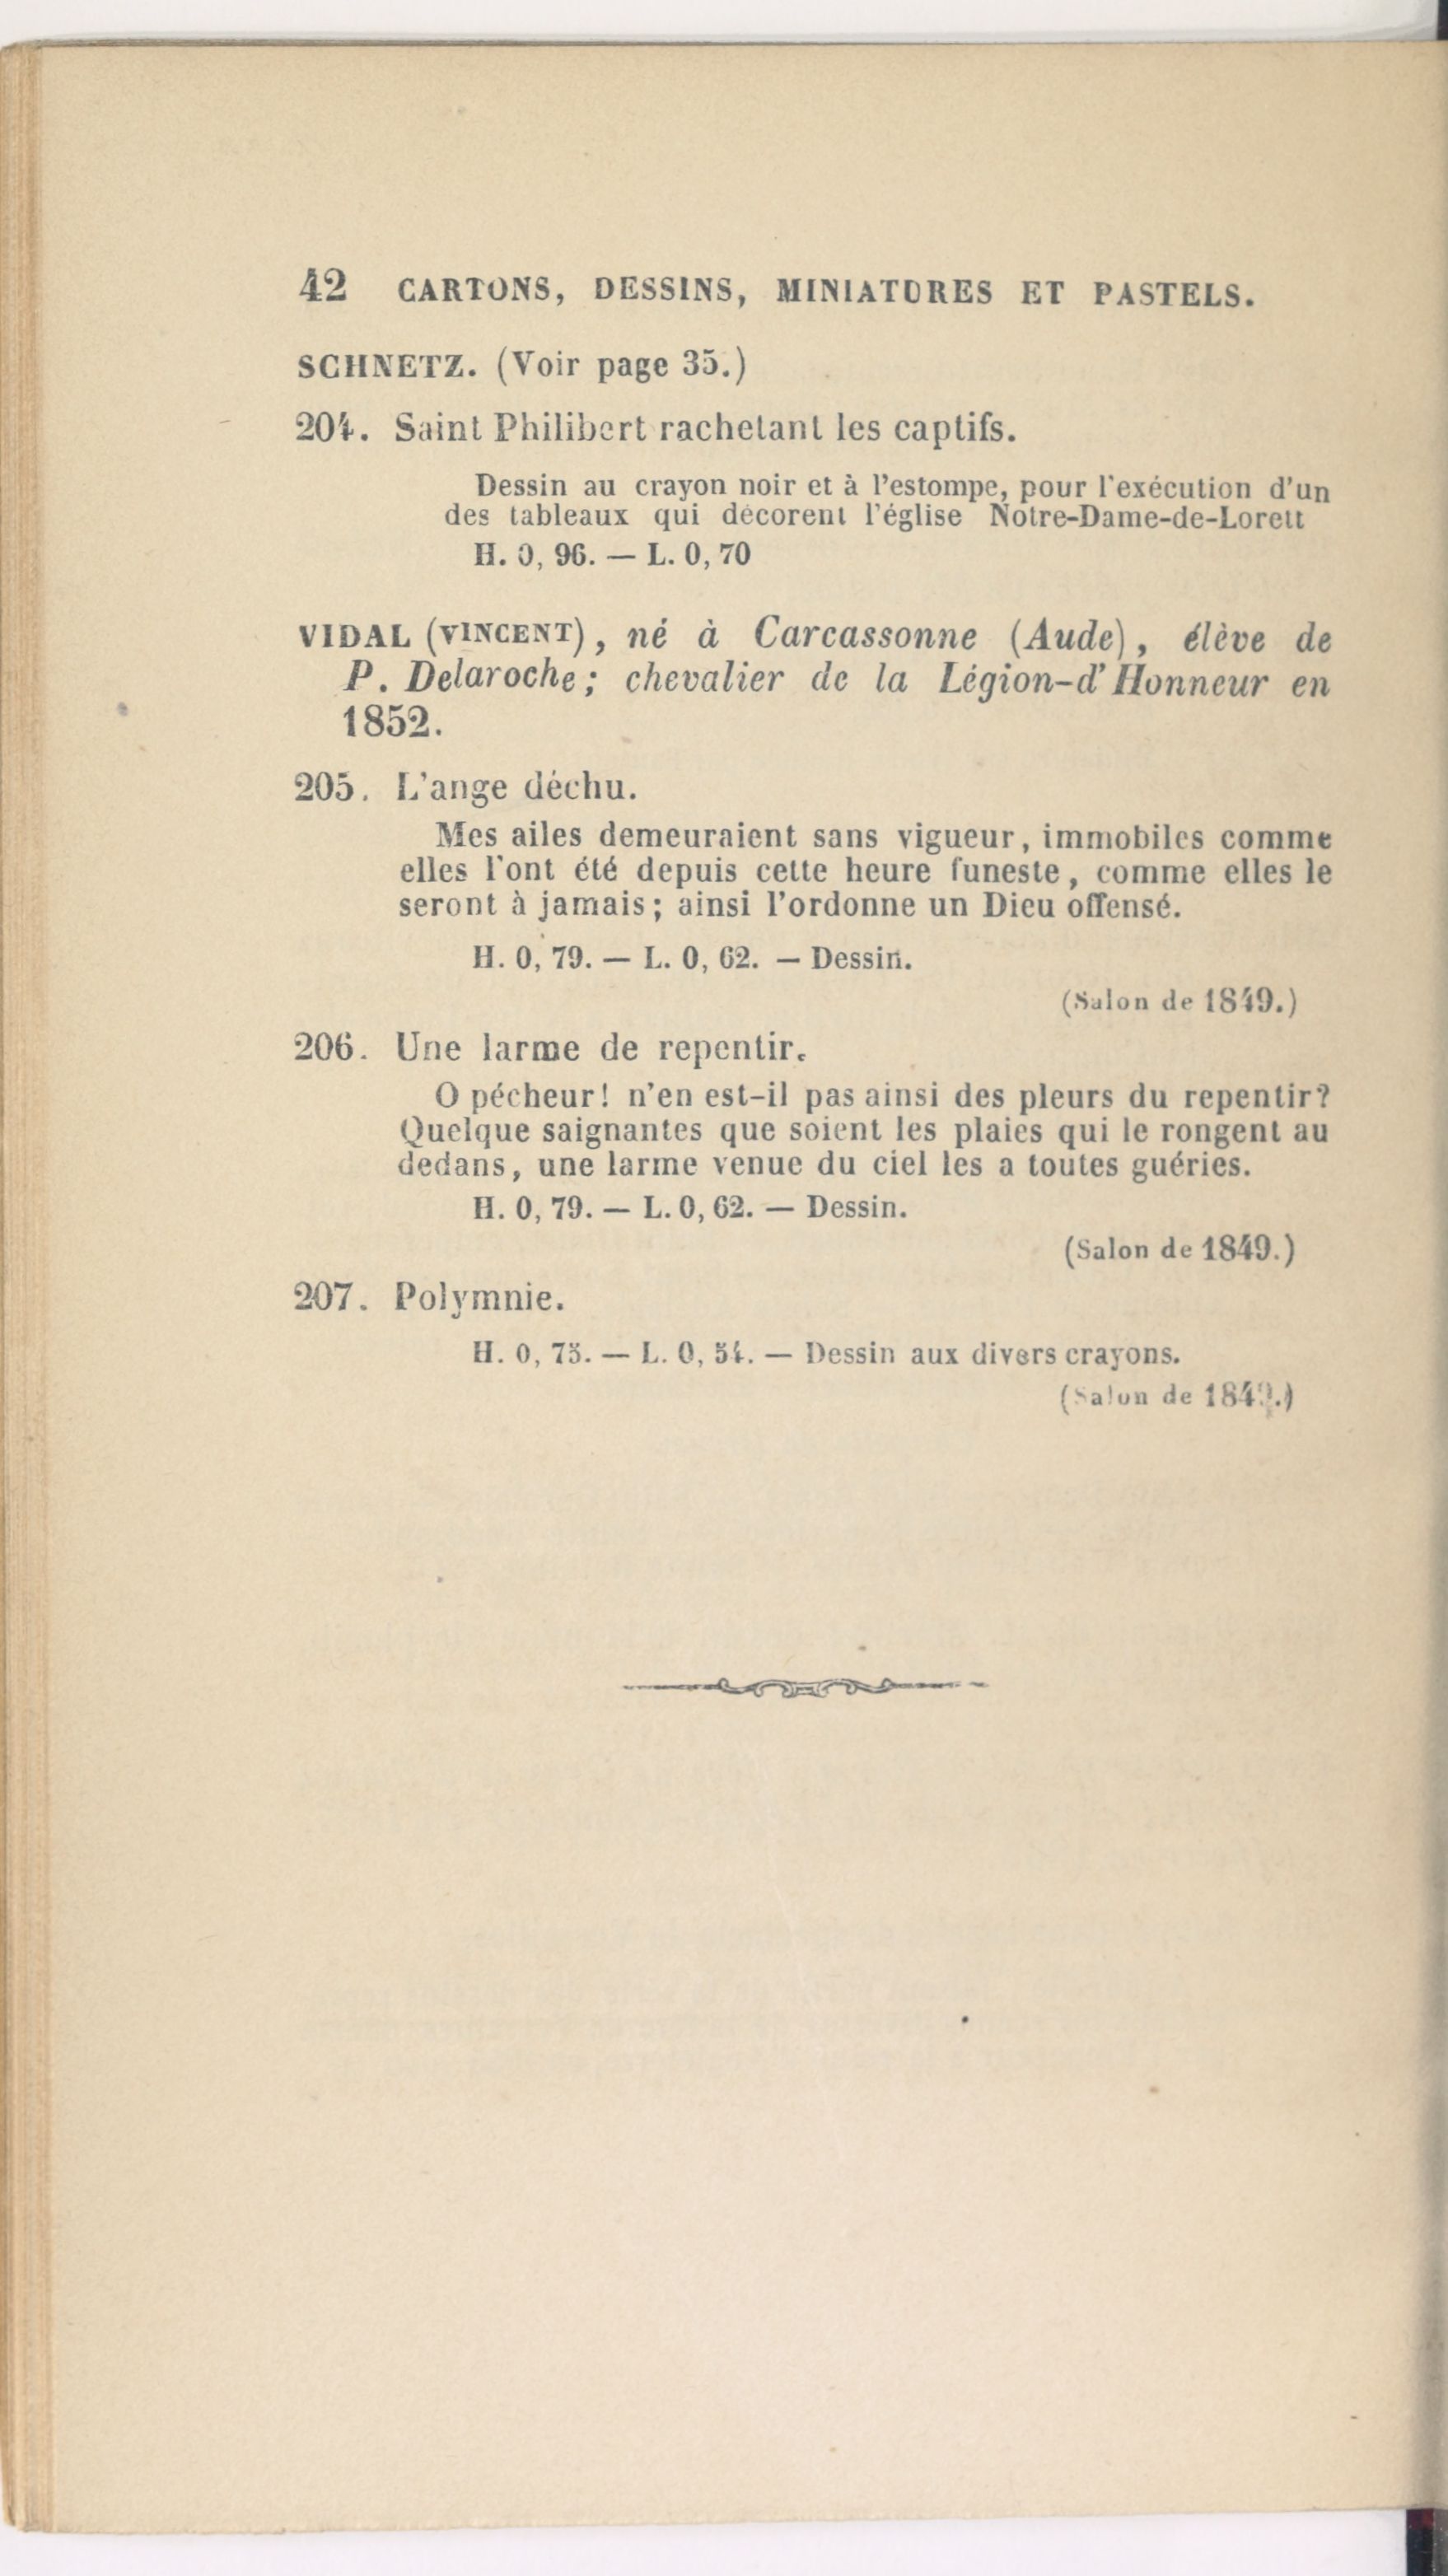 42 CARTONS, DESSINS, MINIATURES ET PASTELS.
SCHNETZ. (Voir page 35.)
204. Saint Philibert rachetant les captifs.
Dessin au crayon noir et à l'estompe, pour l'exécution d'un
des tableaux qui décorent l'église Notre-Dame-de-Lorett
H. 0, 96. — L. 0, 70
VIDAL (VINCENT), né à Carcassonne (Aude), élève de
P. Delaroche; chevalier de la Légion-d'Honneur en
1852.
205. L'ange déchu.
Mes ailes demeuraient sans vigueur, immobiles comme
elles l'ont été depuis cette heure funeste, comme elles le
seront à jamais; ainsi l'ordonne un Dieu offensé.
H. 0, 79. — L. 0, 62. — Dessin.
(Salon de 1849.)
206. Une larme de repentir.
O pécheur! n'en est-il pas ainsi des pleurs du repentir?
Quelque saignantes que soient les plaies qui le rongent au
dedans, une larme venue du ciel les a toutes guéries.
H. 0, 79. — L. 0, 62. — Dessin.
(Salon de 1849.)
207. Polymnie.
H. 0, 75. — L. 0, 54. — Dessin aux divers crayons.
(Salon de 1849.)